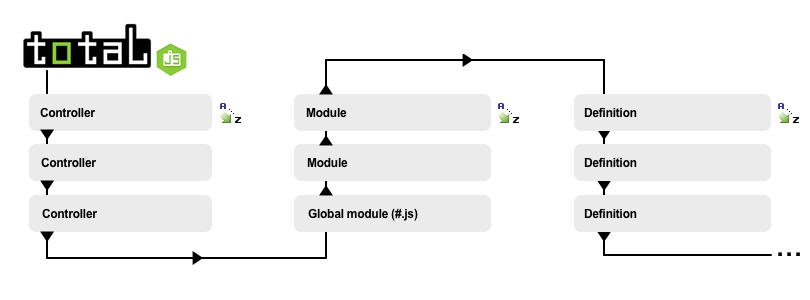 total
JS
Controller
A
Z
Module
A
Z
Definition
A
Z
Controller
Module
Definition
Controller
Global module (#.js)
Definition
...